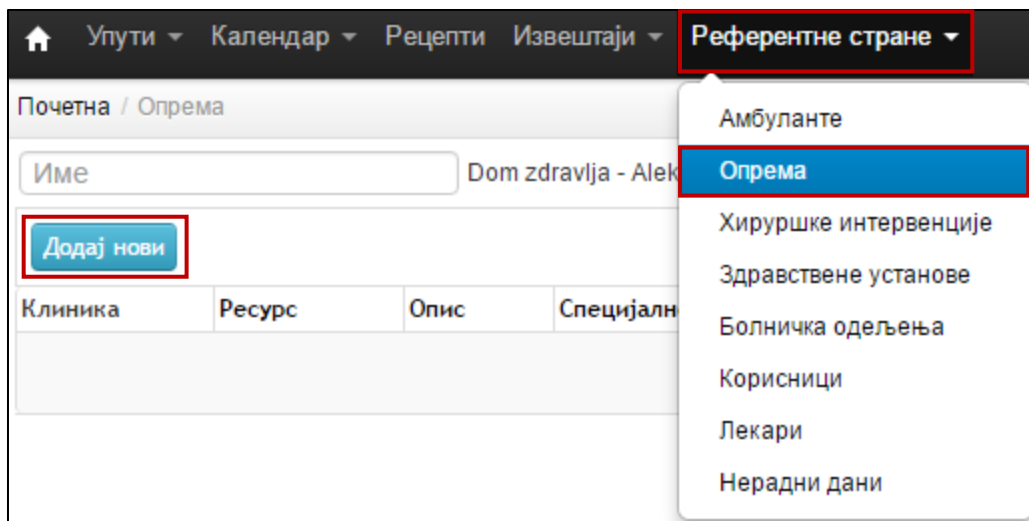 Упути Календар Рецепти Извештаји Референтне стране
Почетна / Опрема
Име Dom zdravlja - Alek
Додај нови
Клиника Ресурс Опис Специјалн
Амбуланте
Опрема
Хируршке интервенције
Здравствене установе
Болничка одељења
Корисници
Лекари
Нерадни дани